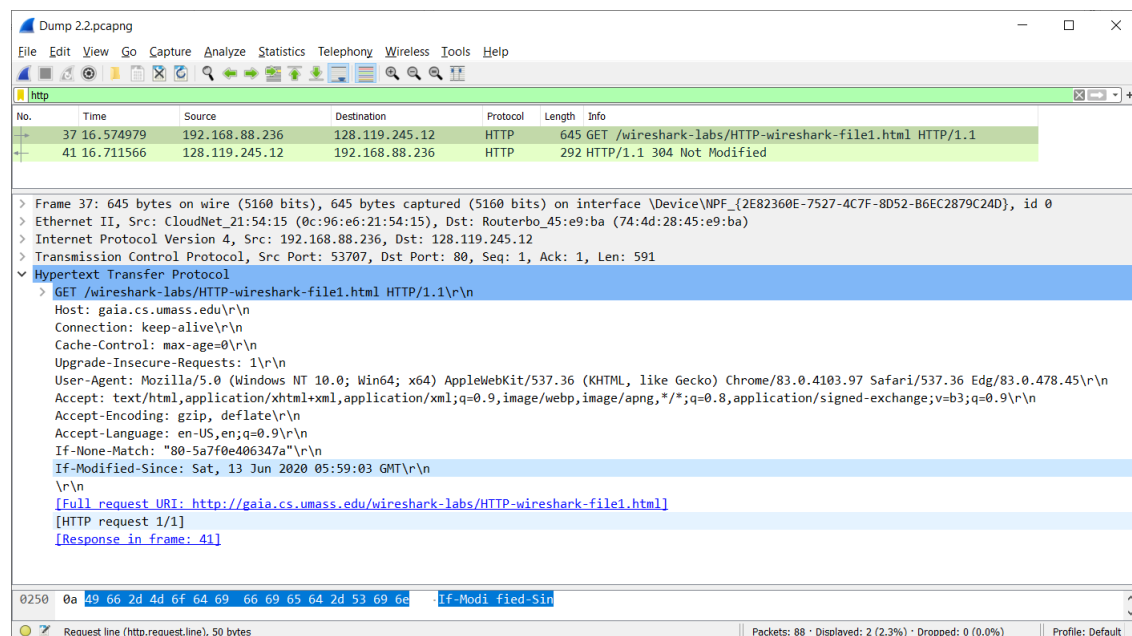 Dump 2.2.pcapng
File Edit View Go Capture Analyze Statistics Telephony Wireless Tools Help
http
No. Time Source Destination Protocol Length Info
37 16.574979 192.168.88.236 128.119.245.12 HTTP 645 GET /wireshark-labs/HTTP-wireshark-file1.html HTTP/1.1
41 16.711566 128.119.245.12 192.168.88.236 HTTP 292 HTTP/1.1 304 Not Modified
> Frame 37: 645 bytes on wire (5160 bits), 645 bytes captured (5160 bits) on interface \Device\NPF_{2E82360E-7527-4C7F-8D52-B6EC2879C24D}, id 0
> Ethernet II, Src: CloudNet_21:54:15 (0c:96:e6:21:54:15), Dst: Routerbo_45:e9:ba (74:4d:28:45:e9:ba)
> Internet Protocol Version 4, Src: 192.168.88.236, Dst: 128.119.245.12
> Transmission Control Protocol, Src Port: 53707, Dst Port: 80, Seq: 1, Ack: 1, Len: 591
Hypertext Transfer Protocol
> GET /wireshark-labs/HTTP-wireshark-file1.html HTTP/1.1\r\n
Host: gaia.cs.umass.edu\r\n
Connection: keep-alive\r\n
Cache-Control: max-age=0\r\n
Upgrade-Insecure-Requests: 1\r\n
User-Agent: Mozilla/5.0 (Windows NT 10.0; Win64; x64) AppleWebKit/537.36 (KHTML, like Gecko) Chrome/83.0.4103.97 Safari/537.36 Edg/83.0.478.45\r\n
Accept: text/html,application/xhtml+xml,application/xml;q=0.9,image/webp,image/apng,*/*;q=0.8,application/signed-exchange;v=b3;q=0.9\r\n
Accept-Encoding: gzip, deflate\r\n
Accept-Language: en-US,en;q=0.9\r\n
If-None-Match: "80-5a7f0e406347a"\r\n
If-Modified-Since: Sat, 13 Jun 2020 05:59:03 GMT\r\n
\r\n
[Full request URI: http://gaia.cs.umass.edu/wireshark-labs/HTTP-wireshark-file1.html]
[HTTP request 1/1]
[Response in frame: 41]
0250 0a 49 66 2d 4d 6f 64 69 66 69 65 64 2d 53 69 6e ·If-Modi fied-Sin
Request line (http.request.line), 50 bytes Packets: 88 · Displayed: 2 (2.3%) · Dropped: 0 (0.0%) Profile: Default